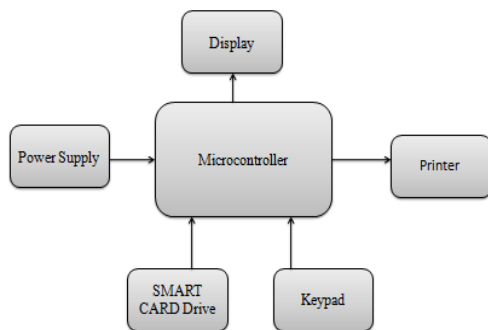 Display
Power Supply
Microcontroller
Printer
SMART
CARD Drive
Keypad